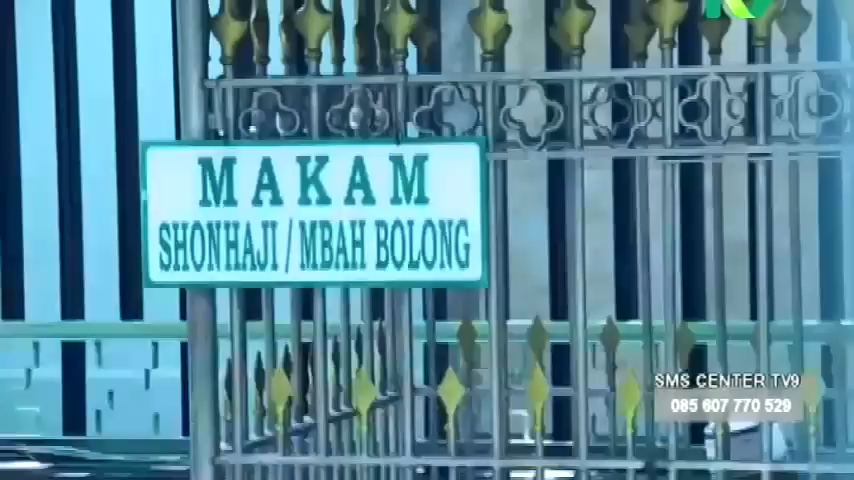 MAKAM
SHONHAJI / MBAH BOLONG
SMS CENTER TV9
085 607 770 529